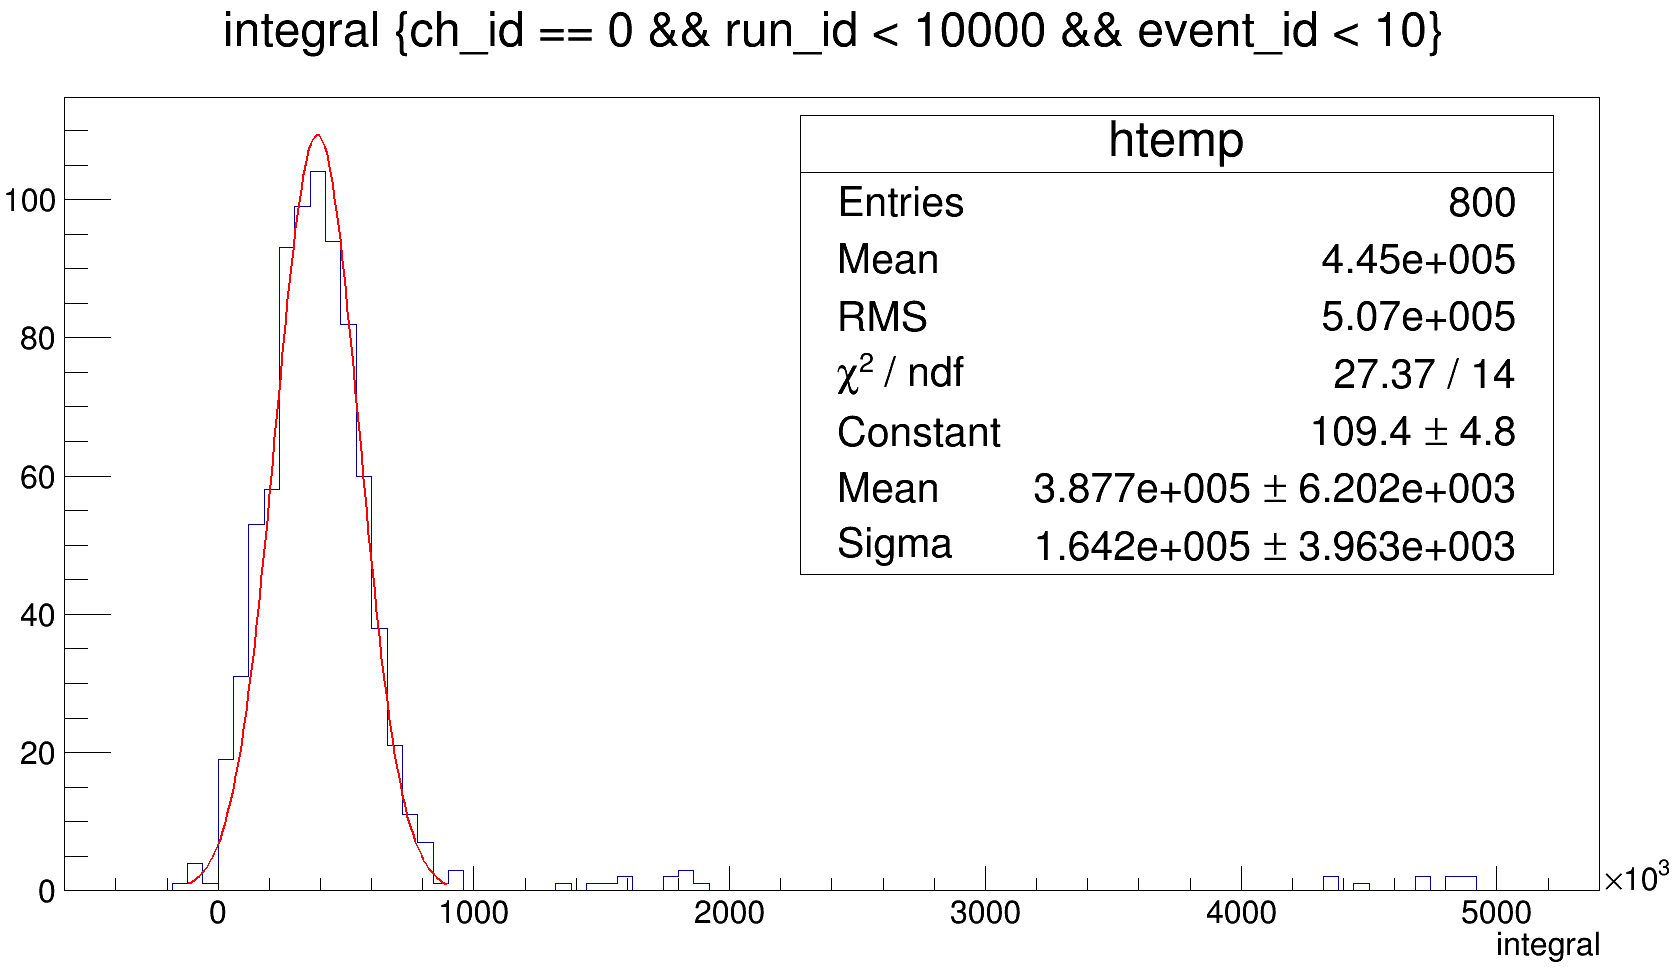 integral {ch_id == 0 && run_id < 10000 && event_id < 10}
htemp
Entries 800
Mean 4.45e+005
RMS 5.07e+005
χ² / ndf 27.37 / 14
Constant 109.4 ± 4.8
Mean 3.877e+005 ± 6.202e+003
Sigma 1.642e+005 ± 3.963e+003
100
80
60
40
20
0
0 1000 2000 3000 4000 5000
×10³
integral